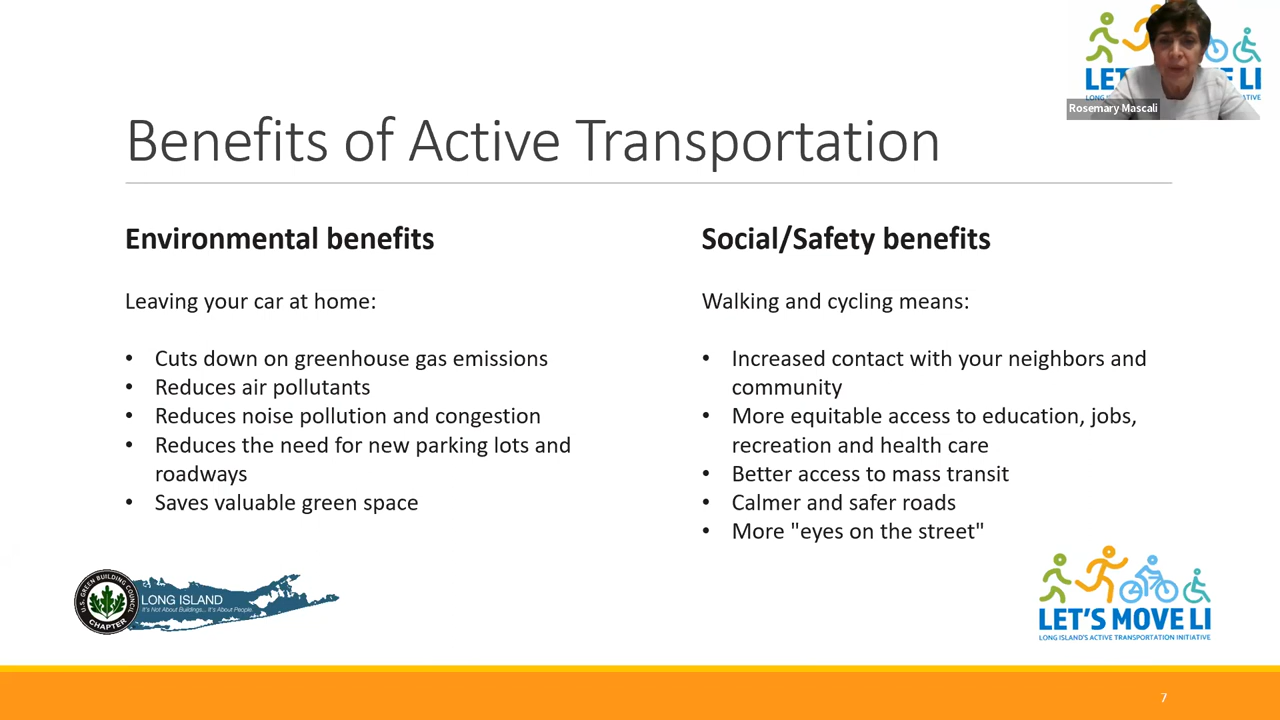 LET'S MOVE LI
Rosemary Mascali
Benefits of Active Transportation
Environmental benefits
Leaving your car at home:
• Cuts down on greenhouse gas emissions
• Reduces air pollutants
• Reduces noise pollution and congestion
• Reduces the need for new parking lots and
roadways
• Saves valuable green space
Social/Safety benefits
Walking and cycling means:
• Increased contact with your neighbors and
community
• More equitable access to education, jobs,
recreation and health care
• Better access to mass transit
• Calmer and safer roads
• More "eyes on the street"
U.S. GREEN BUILDING COUNCIL
CHAPTER
LONG ISLAND
It's Not About Buildings... It's About People.
LET'S MOVE LI
LONG ISLAND'S ACTIVE TRANSPORTATION INITIATIVE
7